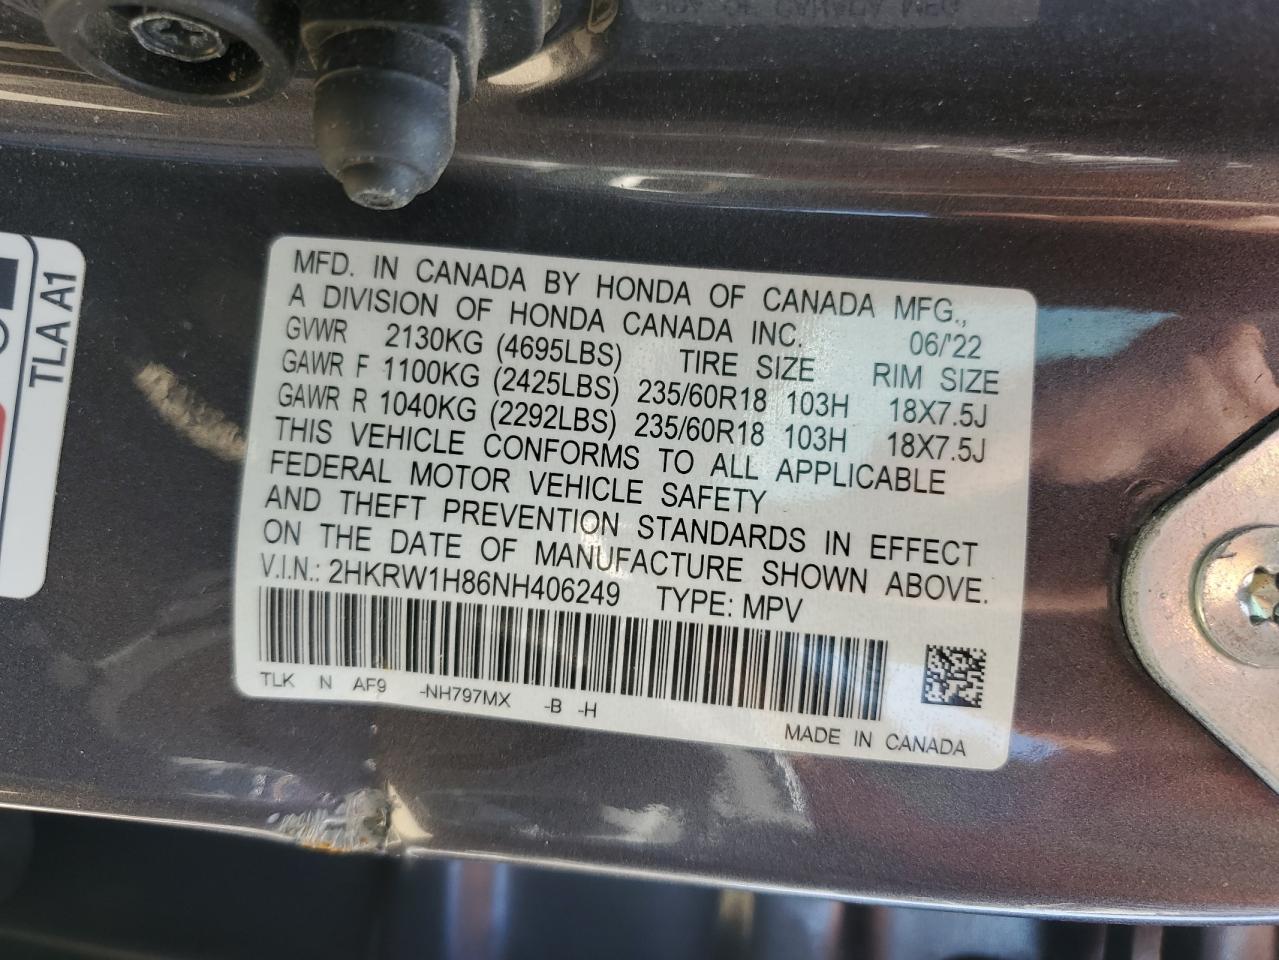 MFD. IN CANADA BY HONDA OF CANADA MFG.,
A DIVISION OF HONDA CANADA INC. 06/'22
GVWR 2130KG (4695LBS) TIRE SIZE RIM SIZE
GAWR F 1100KG (2425LBS) 235/60R18 103H 18X7.5J
GAWR R 1040KG (2292LBS) 235/60R18 103H 18X7.5J
THIS VEHICLE CONFORMS TO ALL APPLICABLE
FEDERAL MOTOR VEHICLE SAFETY
AND THEFT PREVENTION STANDARDS IN EFFECT
ON THE DATE OF MANUFACTURE SHOWN ABOVE.
V.I.N.: 2HKRW1H86NH406249 TYPE: MPV
TLK N AF9 -NH797MX -B -H
MADE IN CANADA
TLA A1